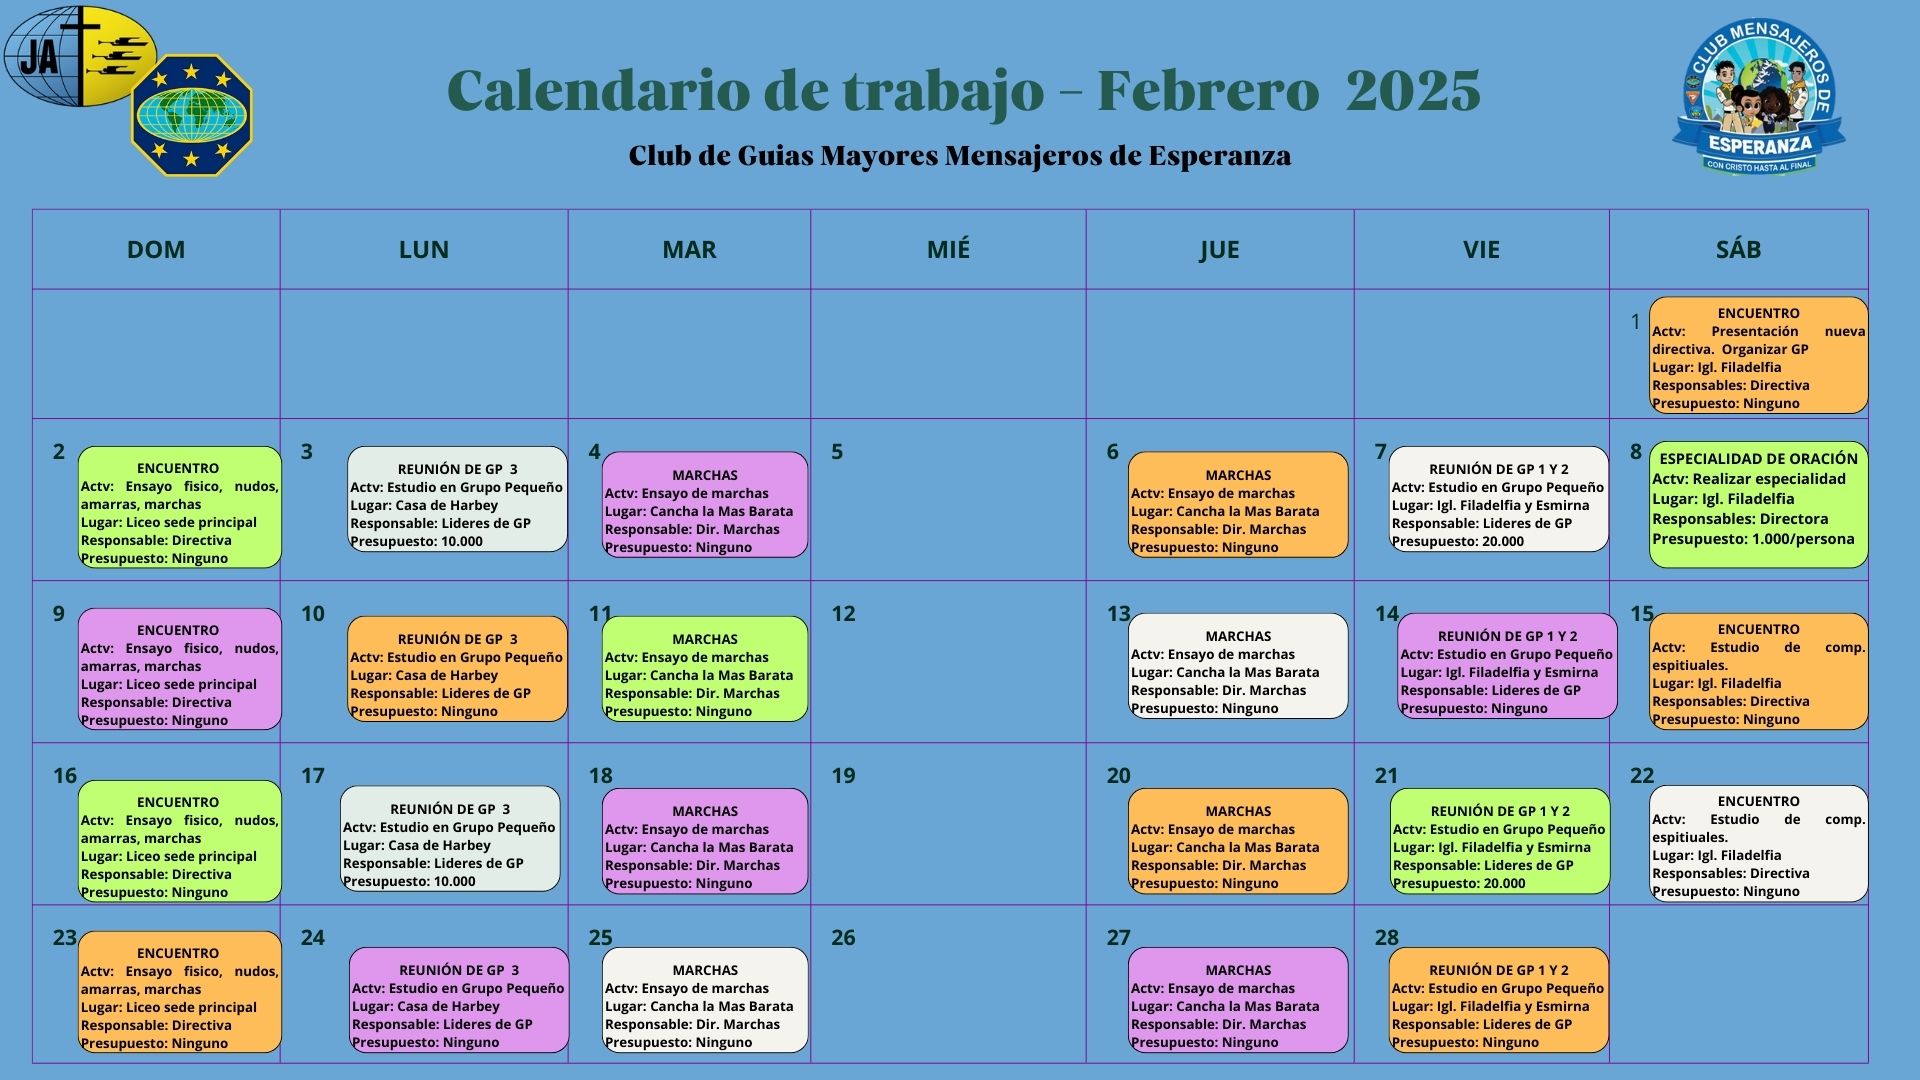 JA
Calendario de trabajo – Febrero 2025
Club de Guias Mayores Mensajeros de Esperanza
CLUB MENSAJEROS DE
ESPERANZA
CON CRISTO HASTA AL FINAL
DOM LUN MAR MIÉ JUE VIE SÁB
1
ENCUENTRO
Actv: Presentación nueva
directiva. Organizar GP
Lugar: Igl. Filadelfia
Responsables: Directiva
Presupuesto: Ninguno
2
ENCUENTRO
Actv: Ensayo fisico, nudos,
amarras, marchas
Lugar: Liceo sede principal
Responsable: Directiva
Presupuesto: Ninguno
3
REUNIÓN DE GP 3
Actv: Estudio en Grupo Pequeño
Lugar: Casa de Harbey
Responsable: Lideres de GP
Presupuesto: 10.000
4
MARCHAS
Actv: Ensayo de marchas
Lugar: Cancha la Mas Barata
Responsable: Dir. Marchas
Presupuesto: Ninguno
5
6
MARCHAS
Actv: Ensayo de marchas
Lugar: Cancha la Mas Barata
Responsable: Dir. Marchas
Presupuesto: Ninguno
7
REUNIÓN DE GP 1 Y 2
Actv: Estudio en Grupo Pequeño
Lugar: Igl. Filadelfia y Esmirna
Responsable: Lideres de GP
Presupuesto: 20.000
8
ESPECIALIDAD DE ORACIÓN
Actv: Realizar especialidad
Lugar: Igl. Filadelfia
Responsables: Directora
Presupuesto: 1.000/persona
9
ENCUENTRO
Actv: Ensayo fisico, nudos,
amarras, marchas
Lugar: Liceo sede principal
Responsable: Directiva
Presupuesto: Ninguno
10
REUNIÓN DE GP 3
Actv: Estudio en Grupo Pequeño
Lugar: Casa de Harbey
Responsable: Lideres de GP
Presupuesto: Ninguno
11
MARCHAS
Actv: Ensayo de marchas
Lugar: Cancha la Mas Barata
Responsable: Dir. Marchas
Presupuesto: Ninguno
12
13
MARCHAS
Actv: Ensayo de marchas
Lugar: Cancha la Mas Barata
Responsable: Dir. Marchas
Presupuesto: Ninguno
14
REUNIÓN DE GP 1 Y 2
Actv: Estudio en Grupo Pequeño
Lugar: Igl. Filadelfia y Esmirna
Responsable: Lideres de GP
Presupuesto: Ninguno
15
ENCUENTRO
Actv: Estudio de comp.
espitiuales.
Lugar: Igl. Filadelfia
Responsables: Directiva
Presupuesto: Ninguno
16
ENCUENTRO
Actv: Ensayo fisico, nudos,
amarras, marchas
Lugar: Liceo sede principal
Responsable: Directiva
Presupuesto: Ninguno
17
REUNIÓN DE GP 3
Actv: Estudio en Grupo Pequeño
Lugar: Casa de Harbey
Responsable: Lideres de GP
Presupuesto: 10.000
18
MARCHAS
Actv: Ensayo de marchas
Lugar: Cancha la Mas Barata
Responsable: Dir. Marchas
Presupuesto: Ninguno
19
20
MARCHAS
Actv: Ensayo de marchas
Lugar: Cancha la Mas Barata
Responsable: Dir. Marchas
Presupuesto: Ninguno
21
REUNIÓN DE GP 1 Y 2
Actv: Estudio en Grupo Pequeño
Lugar: Igl. Filadelfia y Esmirna
Responsable: Lideres de GP
Presupuesto: 20.000
22
ENCUENTRO
Actv: Estudio de comp.
espitiuales.
Lugar: Igl. Filadelfia
Responsables: Directiva
Presupuesto: Ninguno
23
ENCUENTRO
Actv: Ensayo fisico, nudos,
amarras, marchas
Lugar: Liceo sede principal
Responsable: Directiva
Presupuesto: Ninguno
24
REUNIÓN DE GP 3
Actv: Estudio en Grupo Pequeño
Lugar: Casa de Harbey
Responsable: Lideres de GP
Presupuesto: Ninguno
25
MARCHAS
Actv: Ensayo de marchas
Lugar: Cancha la Mas Barata
Responsable: Dir. Marchas
Presupuesto: Ninguno
26
27
MARCHAS
Actv: Ensayo de marchas
Lugar: Cancha la Mas Barata
Responsable: Dir. Marchas
Presupuesto: Ninguno
28
REUNIÓN DE GP 1 Y 2
Actv: Estudio en Grupo Pequeño
Lugar: Igl. Filadelfia y Esmirna
Responsable: Lideres de GP
Presupuesto: Ninguno